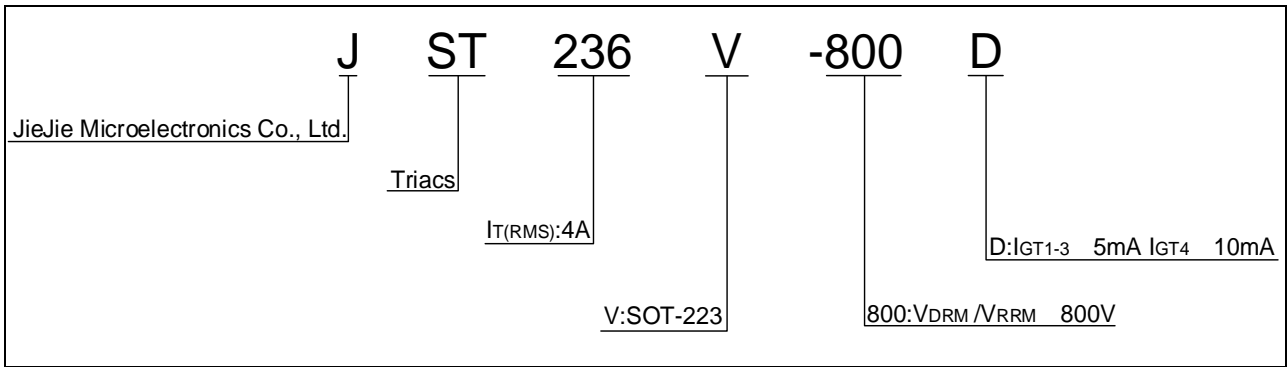 J ST 236 V -800 D
JieJie Microelectronics Co., Ltd.
Triacs
IT(RMS):4A
D:IGT1-3 5mA IGT4 10mA
V:SOT-223
800:VDRM /VRRM 800V